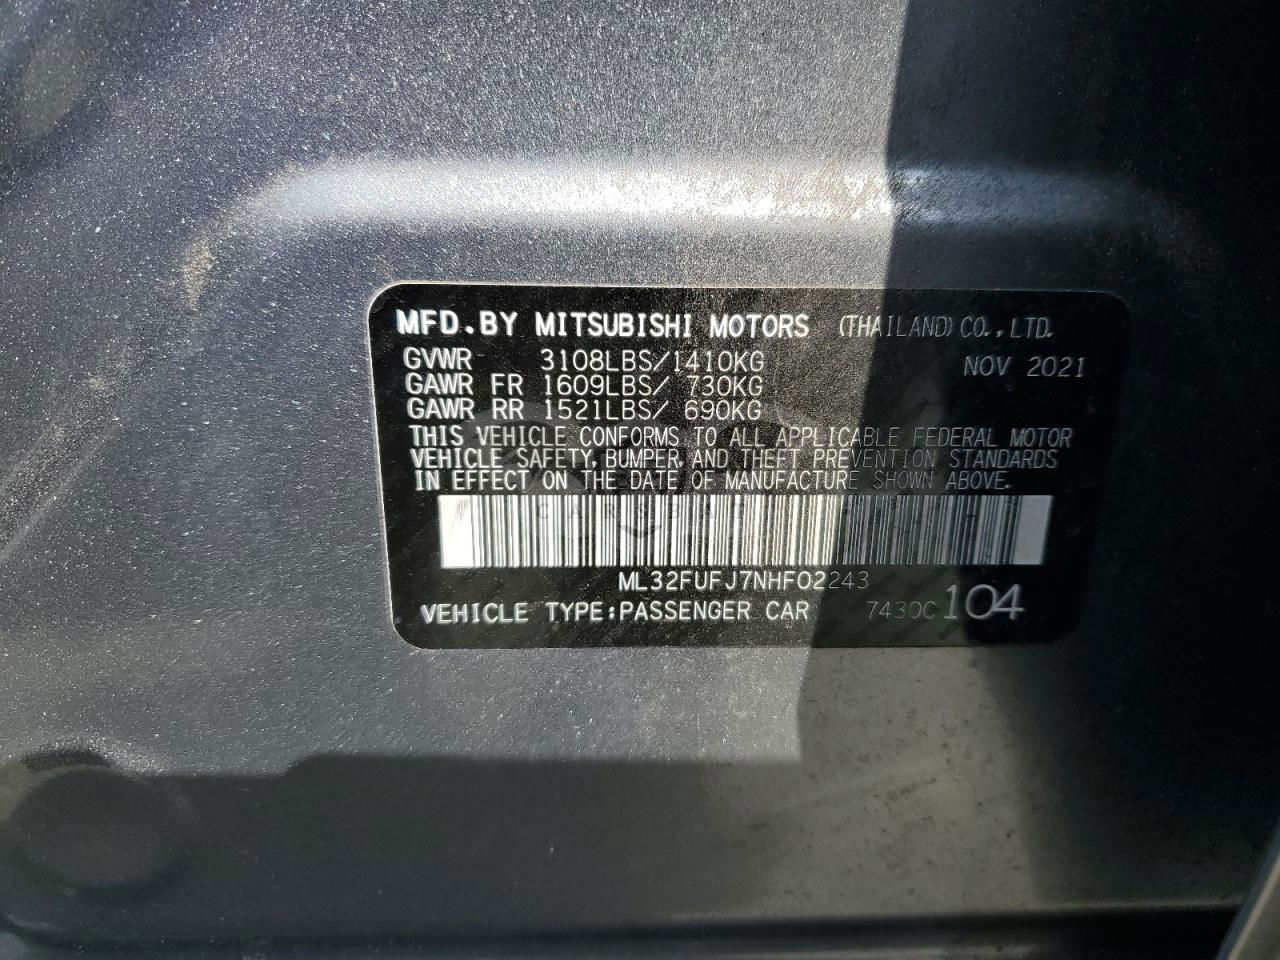 MFD.BY MITSUBISHI MOTORS (THAILAND) CO.,LTD.
GVWR 3108LBS/1410KG NOV 2021
GAWR FR 1609LBS/ 730KG
GAWR RR 1521LBS/ 690KG
THIS VEHICLE CONFORMS TO ALL APPLICABLE FEDERAL MOTOR
VEHICLE SAFETY, BUMPER, AND THEFT PREVENTION STANDARDS
IN EFFECT ON THE DATE OF MANUFACTURE SHOWN ABOVE.
ML32FUFJ7NHF02243
VEHICLE TYPE:PASSENGER CAR 7430C 104